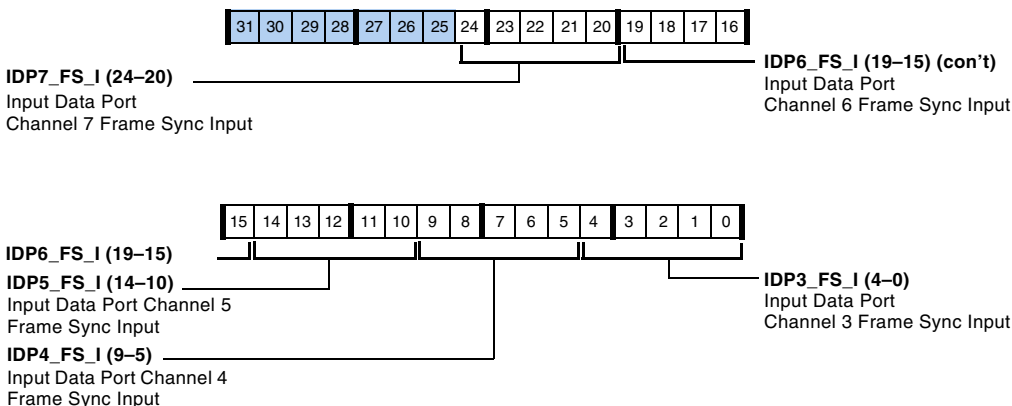 31 30 29 28 27 26 25 24 23 22 21 20 19 18 17 16
IDP7_FS_I (24–20)
Input Data Port
Channel 7 Frame Sync Input
IDP6_FS_I (19–15) (con't)
Input Data Port
Channel 6 Frame Sync Input
15 14 13 12 11 10 9 8 7 6 5 4 3 2 1 0
IDP6_FS_I (19–15)
IDP5_FS_I (14–10)
Input Data Port Channel 5
Frame Sync Input
IDP4_FS_I (9–5)
Input Data Port Channel 4
Frame Sync Input
IDP3_FS_I (4–0)
Input Data Port
Channel 3 Frame Sync Input